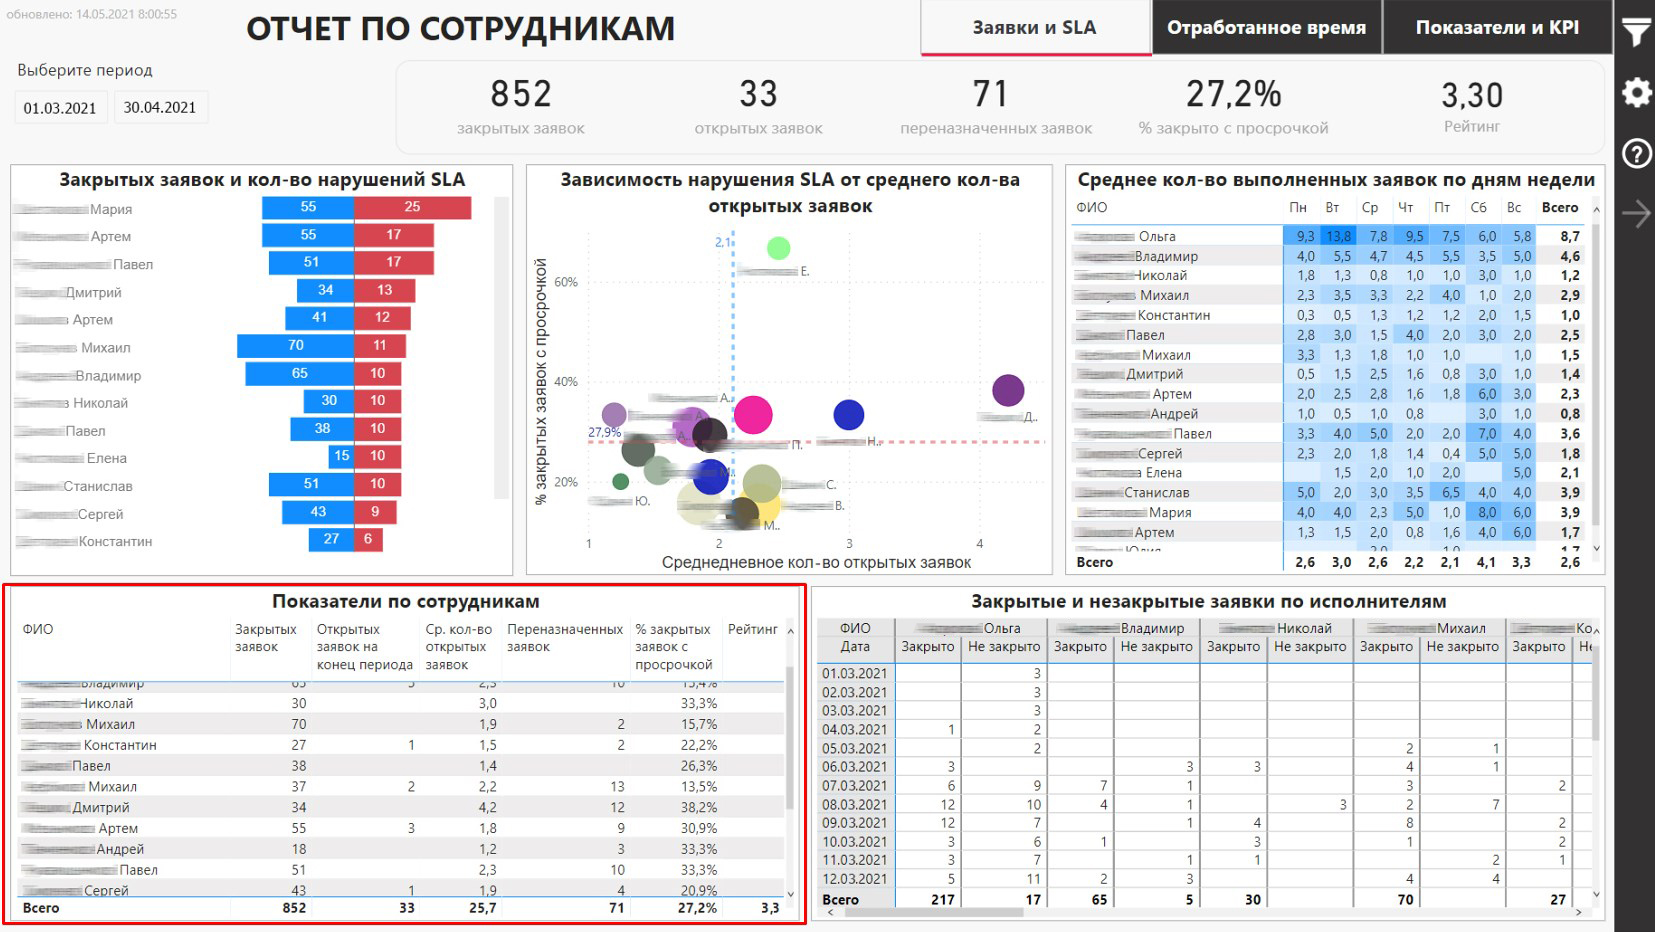 обновлено: 14.05.2021 8:00:55
ОТЧЕТ ПО СОТРУДНИКАМ
Заявки и SLA
Отработанное время
Показатели и KPI
Выберите период
01.03.2021 30.04.2021
852 33 71 27,2% 3,30
закрытых заявок открытых заявок переназначенных заявок % закрыто с просрочкой Рейтинг
Закрытых заявок и кол-во нарушений SLA
Мария 55 25
Артем 55 17
Павел 51 17
Дмитрий 34 13
Артем 41 12
Михаил 70 11
Владимир 65 10
Николай 30 10
Павел 38 10
Елена 15 10
Станислав 51 10
Сергей 43 9
Константин 27 6
Зависимость нарушения SLA от среднего кол-ва
открытых заявок
% закрытых заявок с просрочкой
2,1
Е.
60%
40%
А.
Д..
А.
27,9%
А.
П.
Н..
М.
20%
С.
Ю.
В.
М..
1 2 3 4
Среднедневное кол-во открытых заявок
Среднее кол-во выполненных заявок по дням недели
ФИО Пн Вт Ср Чт Пт Сб Вс Всего
Ольга 9,3 13,8 7,8 9,5 7,5 6,0 5,8 8,7
Владимир 4,0 5,5 4,7 4,5 5,5 3,5 5,0 4,6
Николай 1,8 1,3 0,8 1,0 1,0 3,0 1,0 1,2
Михаил 2,3 3,5 3,3 2,2 4,0 1,0 2,0 2,9
Константин 0,3 0,5 1,3 1,2 1,2 2,0 1,5 1,0
Павел 2,8 3,0 1,5 4,0 2,0 3,0 2,0 2,5
Михаил 3,3 1,3 1,8 1,0 1,0 1,0 1,5
Дмитрий 0,5 1,5 2,5 1,6 0,8 3,0 1,0 1,4
Артем 2,0 2,5 2,8 1,6 1,8 6,0 3,0 2,3
Андрей 1,0 0,5 1,0 0,8 3,0 1,0 0,8
Павел 3,3 4,0 5,0 2,0 2,0 7,0 4,0 3,6
Сергей 2,3 2,0 1,8 1,4 0,4 5,0 5,0 1,8
Елена 1,5 2,0 1,0 2,0 5,0 2,1
Станислав 5,0 2,0 3,0 3,5 6,5 4,0 4,0 3,9
Мария 4,0 4,0 2,3 5,0 1,0 8,0 6,0 3,9
Артем 1,3 1,5 2,0 0,8 1,6 4,0 6,0 1,7
Всего 2,6 3,0 2,6 2,2 2,1 4,1 3,3 2,6
Показатели по сотрудникам
ФИО Закрытых Открытых Ср. кол-во Переназначенных % закрытых Рейтинг
заявок заявок на открытых заявок заявок с
конец периода заявок просрочкой
Владимир 65 5 2,3 10 15,4%
Николай 30 3,0 33,3%
Михаил 70 1,9 2 15,7%
Константин 27 1 1,5 2 22,2%
Павел 38 1,4 26,3%
Михаил 37 2 2,2 13 13,5%
Дмитрий 34 4,2 12 38,2%
Артем 55 3 1,8 9 30,9%
Андрей 18 1,2 3 33,3%
Павел 51 2,3 10 33,3%
Сергей 43 1 1,9 4 20,9%
Всего 852 33 25,7 71 27,2% 3,3
Закрытые и незакрытые заявки по исполнителям
ФИО Ольга Владимир Николай Михаил Ко
Дата Закрыто Не закрыто Закрыто Не закрыто Закрыто Не закрыто Закрыто Не закрыто Закрыто Не
01.03.2021 3
02.03.2021 3
03.03.2021 3
04.03.2021 1 2
05.03.2021 2 2 1
06.03.2021 3 3 3 4 1
07.03.2021 6 9 7 1 3 2
08.03.2021 12 10 4 1 3 2 7
09.03.2021 12 7 1 4 8 2
10.03.2021 3 6 1 3 1 2
11.03.2021 3 7 1 1 2 1
12.03.2021 5 11 2 3 4 4
Всего 217 17 65 5 30 70 27